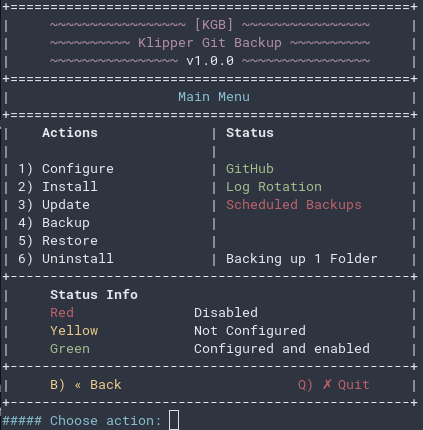 +==================================================+
| ~~~~~~~~~~~~~~~~~ [KGB] ~~~~~~~~~~~~~~~~ |
| ~~~~~~~~~~ Klipper Git Backup ~~~~~~~~~~ |
| ~~~~~~~~~~~~~~~~ v1.0.0 ~~~~~~~~~~~~~~~~ |
+==================================================+
| Main Menu |
+==================================================+
| Actions | Status |
| | |
| 1) Configure | GitHub |
| 2) Install | Log Rotation |
| 3) Update | Scheduled Backups |
| 4) Backup | |
| 5) Restore | |
| 6) Uninstall | Backing up 1 Folder |
+--------------------------------------------------+
| Status Info |
| Red Disabled |
| Yellow Not Configured |
| Green Configured and enabled |
+--------------------------------------------------+
| B) « Back Q) ✗ Quit |
+--------------------------------------------------+
##### Choose action: